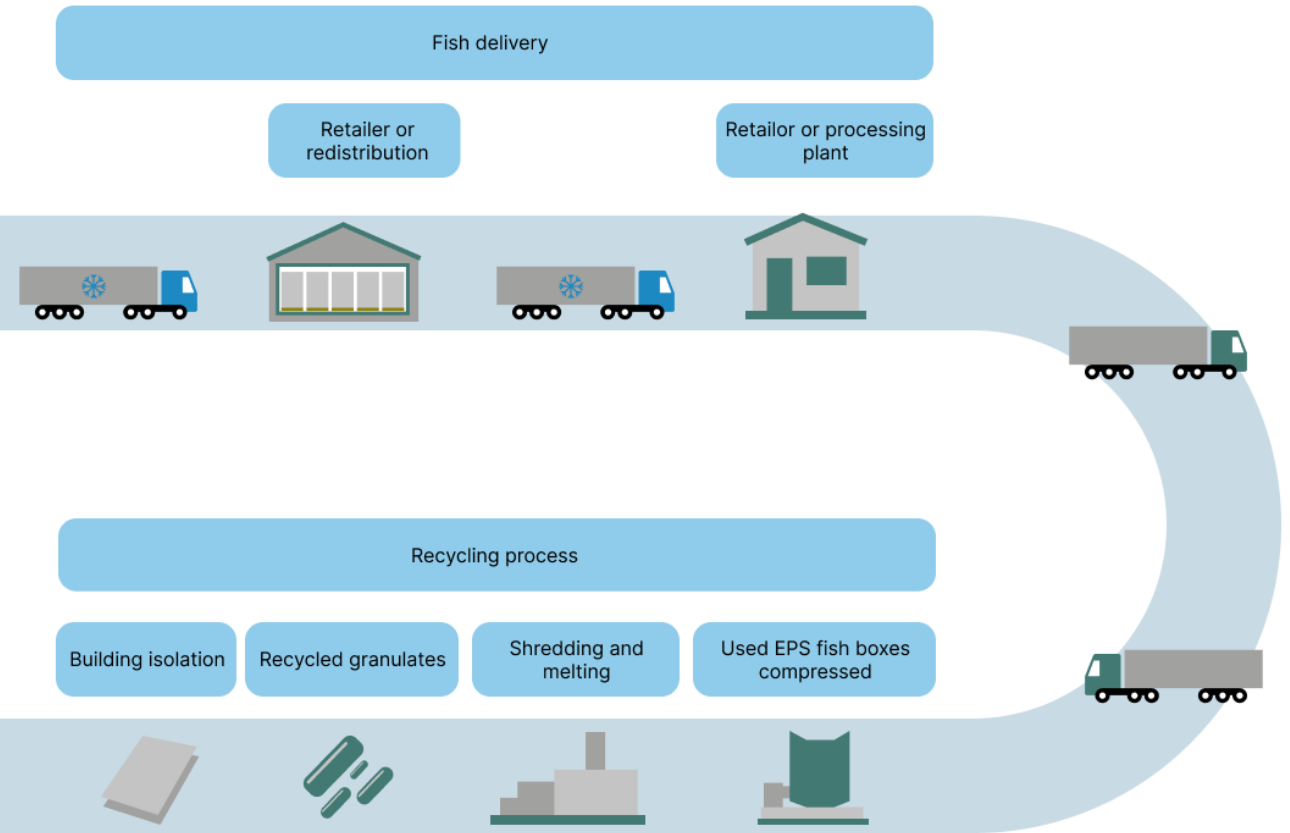 Fish delivery
Retailer or
redistribution
Retailor or processing
plant
Recycling process
Building isolation
Recycled granulates
Shredding and
melting
Used EPS fish boxes
compressed